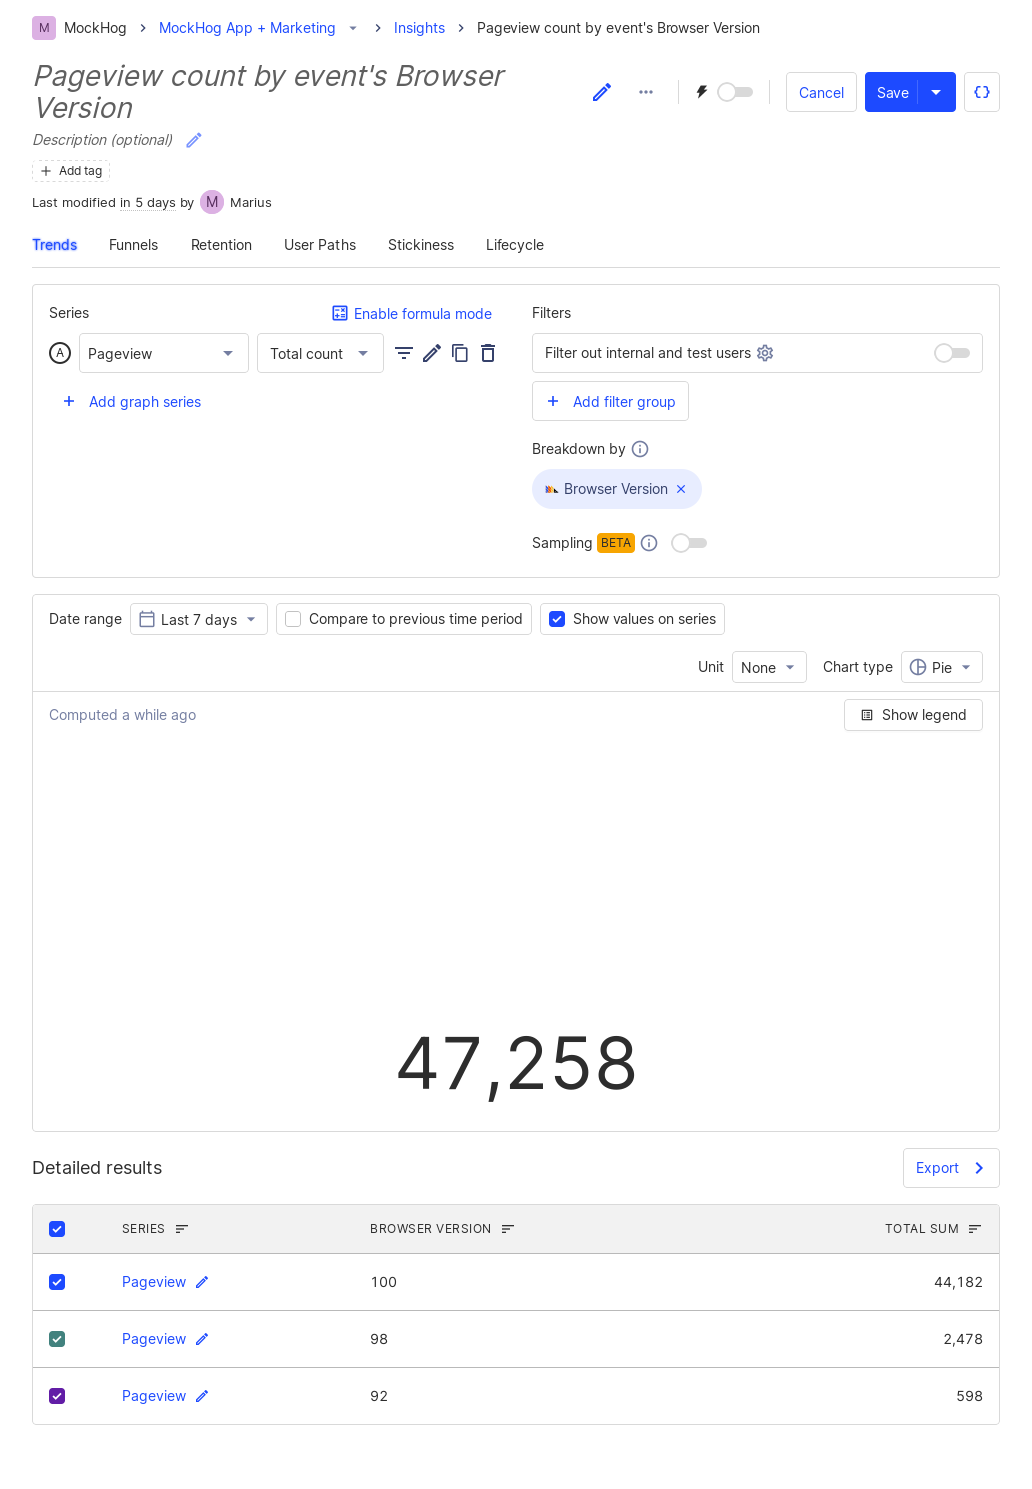 M MockHog MockHog App + Marketing Insights Pageview count by event's Browser Version
Pageview count by event's Browser
Version
Cancel Save
Description (optional)
Add tag
Last modified in 5 days by M Marius
Trends Funnels Retention User Paths Stickiness Lifecycle
Series Enable formula mode
A Pageview Total count
Add graph series
Filters
Filter out internal and test users
Add filter group
Breakdown by
Browser Version
Sampling BETA
Date range Last 7 days Compare to previous time period Show values on series
Unit None Chart type Pie
Computed a while ago Show legend
47,258
Detailed results Export
SERIES BROWSER VERSION TOTAL SUM
Pageview 100 44,182
Pageview 98 2,478
Pageview 92 598